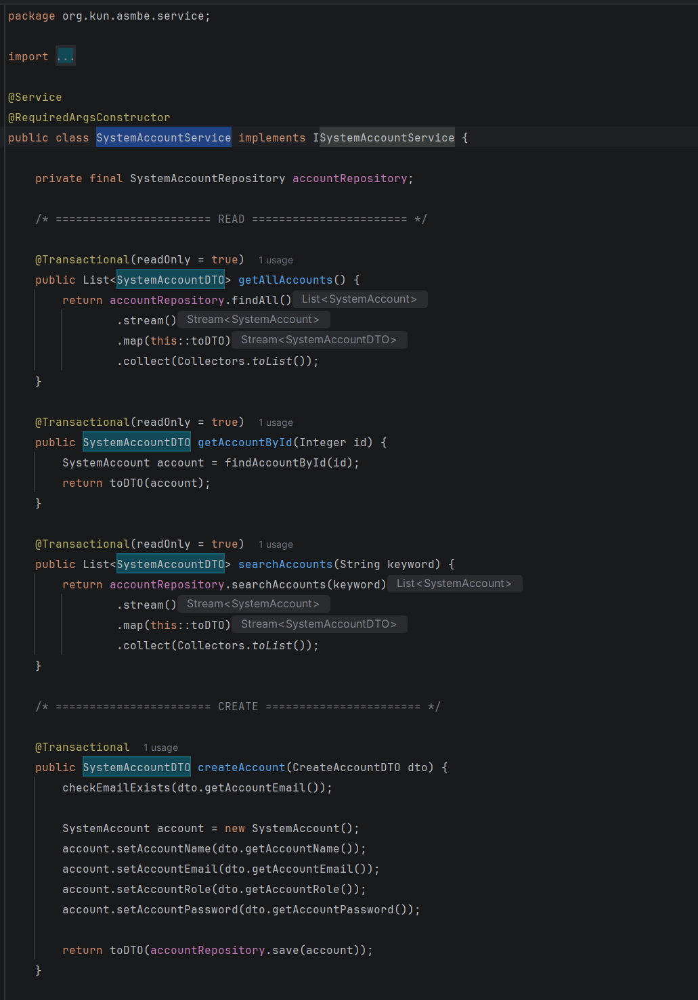 package org.kun.asmbe.service;
import ...
@Service
@RequiredArgsConstructor
public class SystemAccountService implements ISystemAccountService {
private final SystemAccountRepository accountRepository;
/* ======================= READ ======================= */
@Transactional(readOnly = true) 1 usage
public List<SystemAccountDTO> getAllAccounts() {
return accountRepository.findAll() List<SystemAccount>
.stream() Stream<SystemAccount>
.map(this::toDTO) Stream<SystemAccountDTO>
.collect(Collectors.toList());
}
@Transactional(readOnly = true) 1 usage
public SystemAccountDTO getAccountById(Integer id) {
SystemAccount account = findAccountById(id);
return toDTO(account);
}
@Transactional(readOnly = true) 1 usage
public List<SystemAccountDTO> searchAccounts(String keyword) {
return accountRepository.searchAccounts(keyword) List<SystemAccount>
.stream() Stream<SystemAccount>
.map(this::toDTO) Stream<SystemAccountDTO>
.collect(Collectors.toList());
}
/* ======================= CREATE ======================= */
@Transactional 1 usage
public SystemAccountDTO createAccount(CreateAccountDTO dto) {
checkEmailExists(dto.getAccountEmail());
SystemAccount account = new SystemAccount();
account.setAccountName(dto.getAccountName());
account.setAccountEmail(dto.getAccountEmail());
account.setAccountRole(dto.getAccountRole());
account.setAccountPassword(dto.getAccountPassword());
return toDTO(accountRepository.save(account));
}